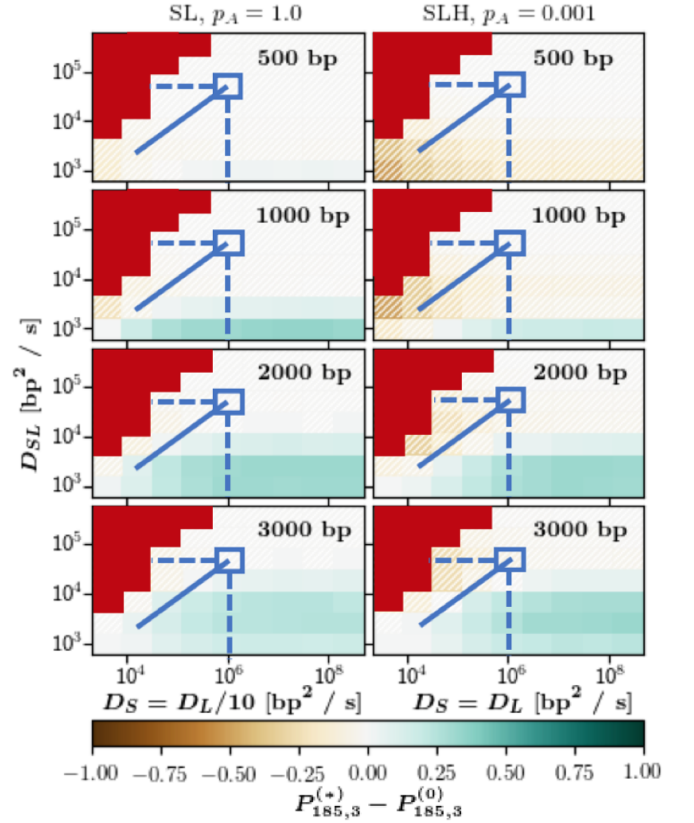 SL, p_A = 1.0 SLH, p_A = 0.001
500 bp 500 bp
10^5
10^4
10^3
1000 bp 1000 bp
10^5
10^4
10^3
2000 bp 2000 bp
10^5
10^4
10^3
3000 bp 3000 bp
10^5
10^4
10^3
D_{SL} [bp^2 / s]
10^4 10^6 10^8 10^4 10^6 10^8
D_S = D_L/10 [bp^2 / s] D_S = D_L [bp^2 / s]
−1.00 −0.75 −0.50 −0.25 0.00 0.25 0.50 0.75 1.00
P^{(*)}_{185,3} − P^{(0)}_{185,3}